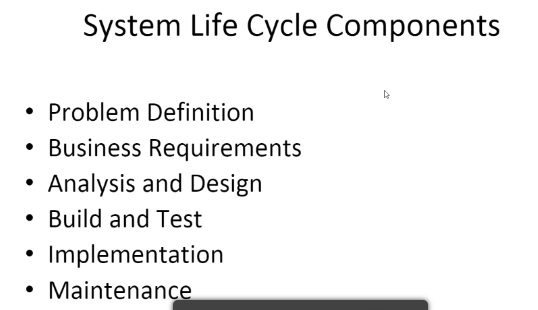 System Life Cycle Components
• Problem Definition
• Business Requirements
• Analysis and Design
• Build and Test
• Implementation
• Maintenance